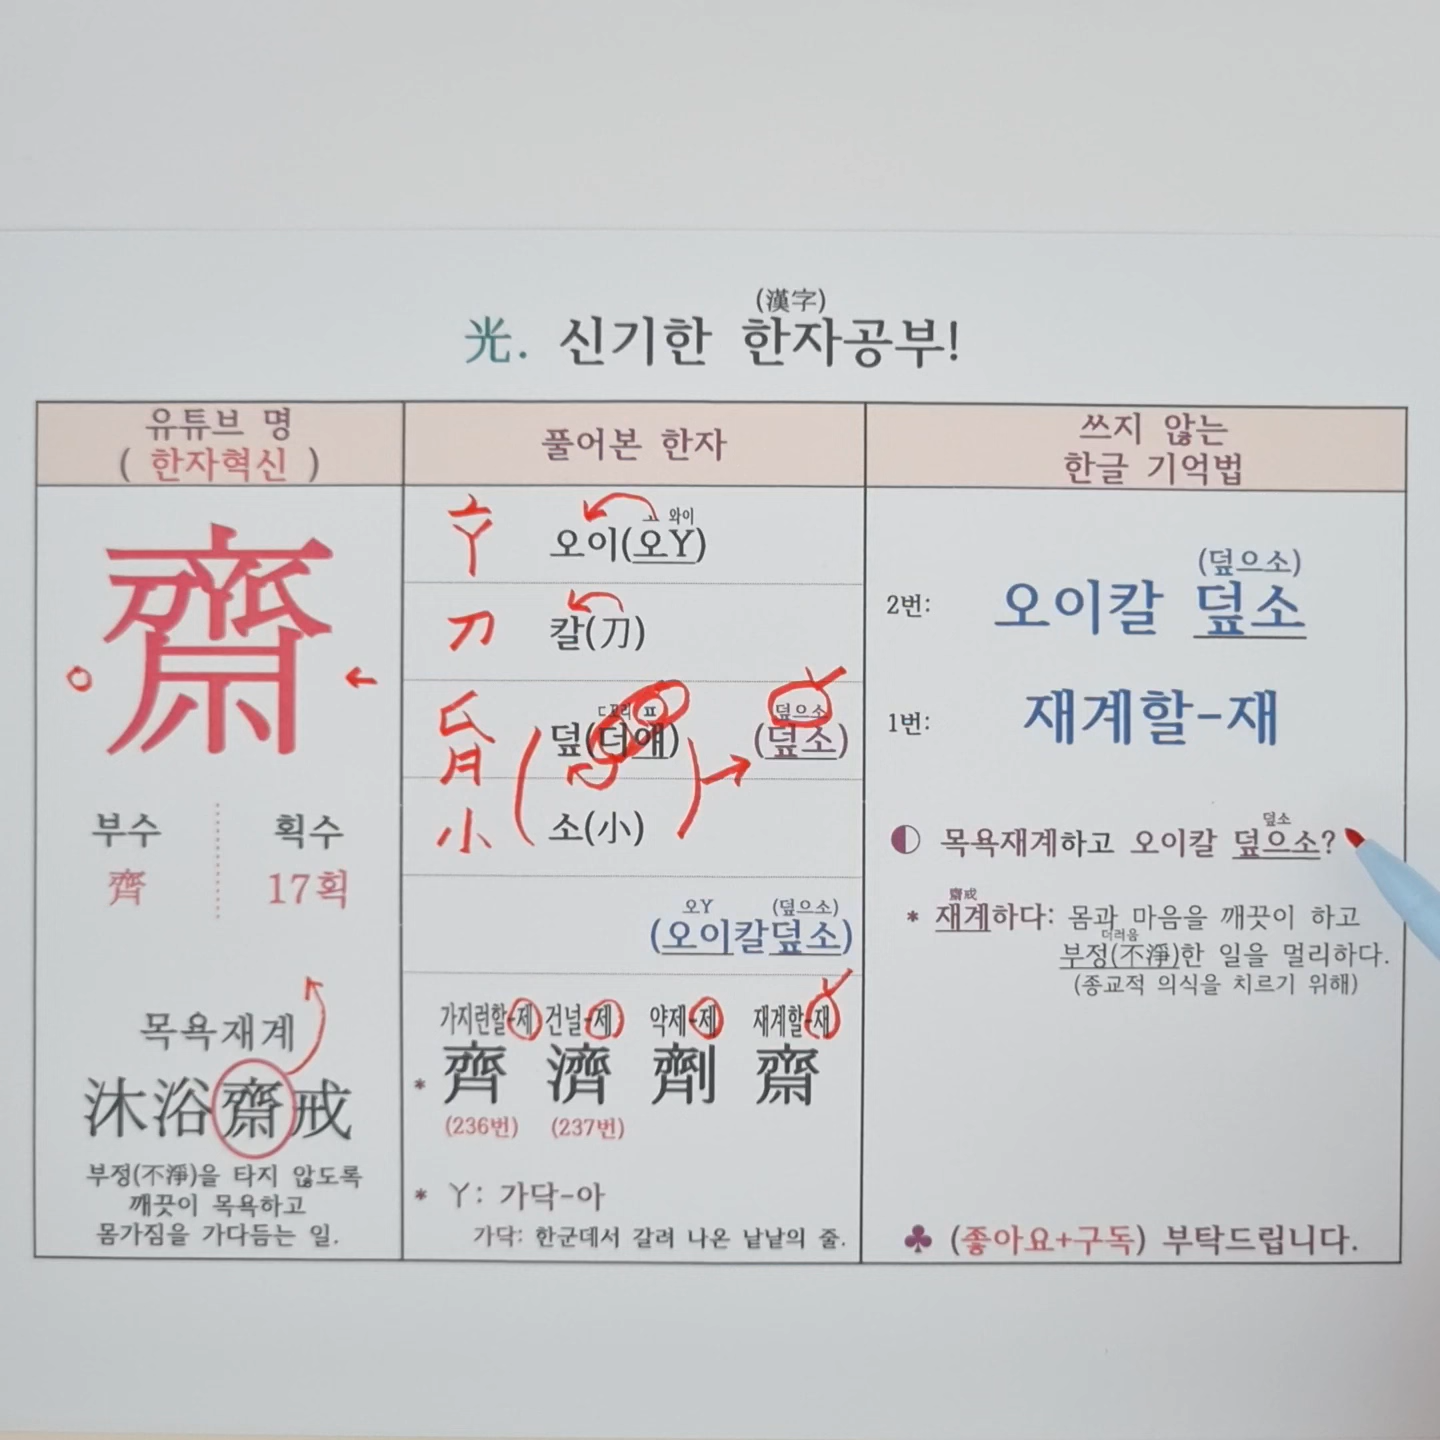 (漢字)
光. 신기한 한자공부!
유튜브 명
( 한자혁신 )
齋
부수 획수
齊 17획
목욕재계
沐浴齋戒
부정(不淨)을 타지 않도록
깨끗이 목욕하고
몸가짐을 가다듬는 일.
풀어본 한자
ㅗ 와이
亠丫 오이(오Y)
刀 칼(刀)
덮으소
덮(더애) (덮소)
小 소(小)
오Y (덮으소)
(오이칼덮소)
가지런할-제 건널-제 약제-제 재계할-재
* 齊 濟 劑 齋
(236번) (237번)
* 丫: 가닥-아
가닥: 한군데서 갈려 나온 낱낱의 줄.
쓰지 않는
한글 기억법
(덮으소)
2번: 오이칼 덮소
1번: 재계할-재
덮소
목욕재계하고 오이칼 덮으소?
齋戒
* 재계하다: 몸과 마음을 깨끗이 하고
더러움
부정(不淨)한 일을 멀리하다.
(종교적 의식을 치르기 위해)
♣ (좋아요+구독) 부탁드립니다.